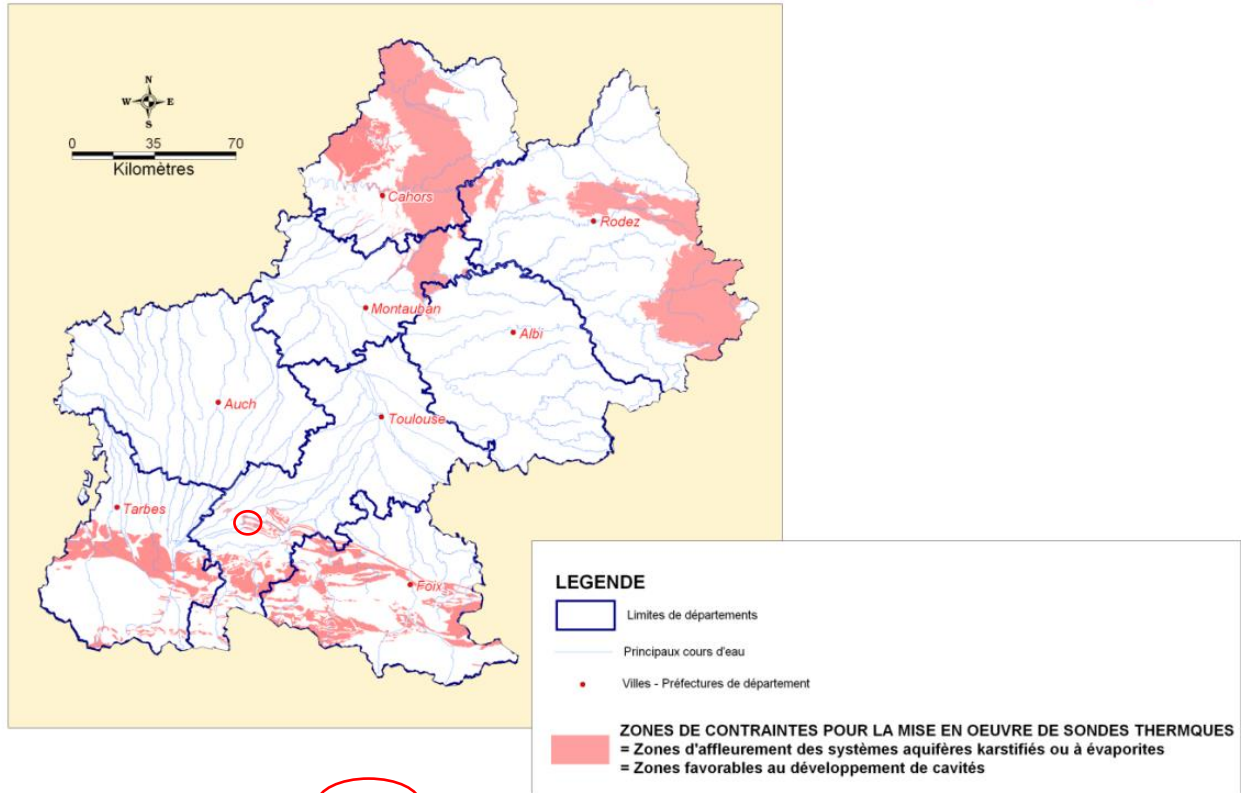 N
W E
S
0 35 70
Kilomètres
Cahors
Rodez
Montauban
Albi
Auch
Toulouse
Tarbes
Foix
LEGENDE
Limites de départements
Principaux cours d'eau
Villes - Préfectures de département
ZONES DE CONTRAINTES POUR LA MISE EN OEUVRE DE SONDES THERMQUES
= Zones d'affleurement des systèmes aquifères karstifiés ou à évaporites
= Zones favorables au développement de cavités